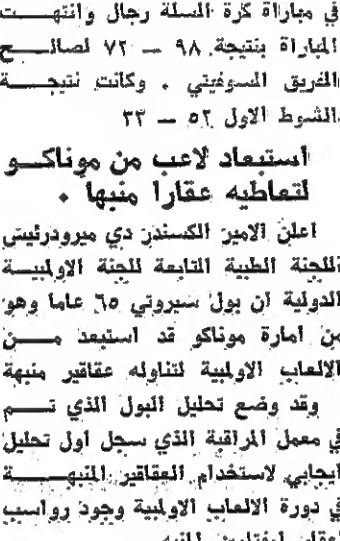 في مباراة كرة السلة رجال وانتهت
المباراة بنتيجة ٩٨ — ٧٢ لصالح
الفريق السوفيتي . وكانت نتيجة
الشوط الاول ٥٢ — ٣٣
استبعاد لاعب من موناكو
لتعاطيه عقارا منبها .
اعلن الامير الكسندر دي ميرودرئيس
اللجنة الطبية التابعة للجنة الاولمبية
الدولية ان بول سيروتي ٦٥ عاما وهو
من امارة موناكو قد استبعد من
الالعاب الاولمبية لتناوله عقاقير منبهة
وقد وضع تحليل البول الذي تم
في معمل المراقبة الذي سجل أول تحليل
ايجابي لاستخدام العقاقير المنبهة
في دورة الالعاب الاولمبية وجود رواسب